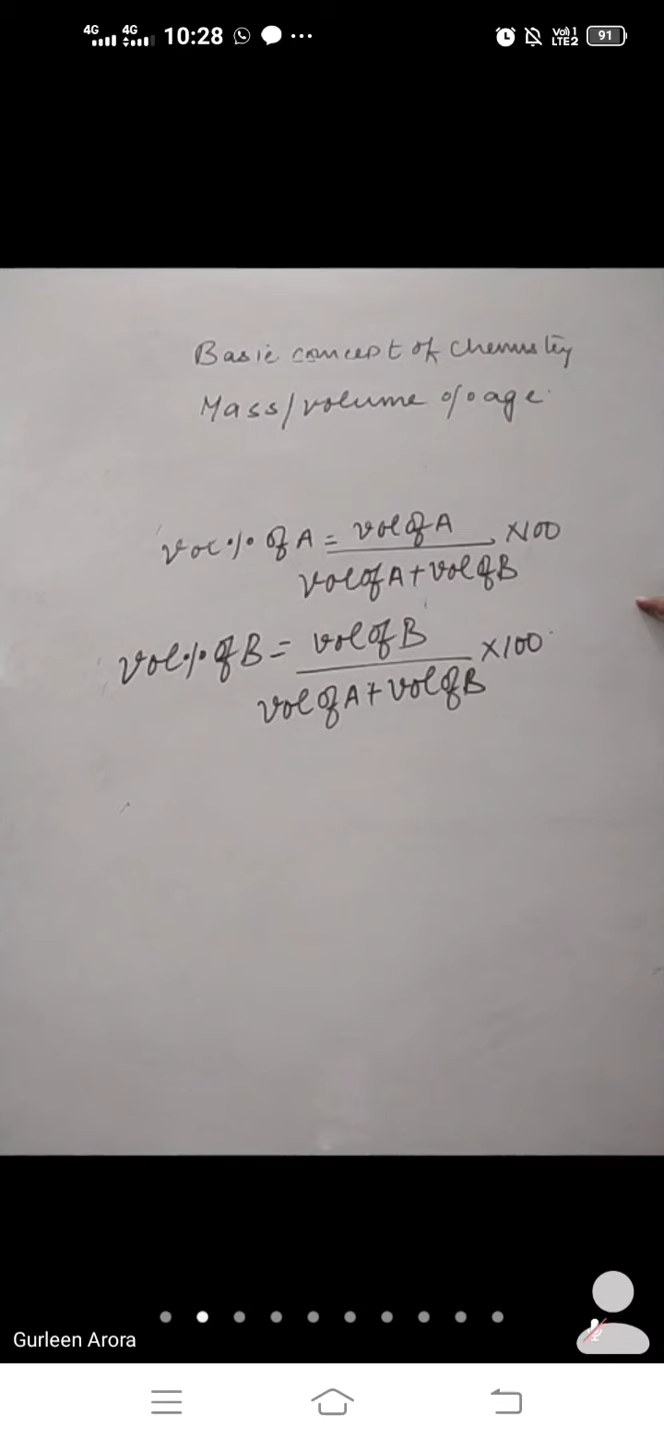 4G 4G 10:28 ... Vo) 1 LTE2 91
Basic concept of chemistry
Mass/volume %age
vol% of A = vol of A / vol of A + vol of B ×100
vol% of B = vol of B / vol of A + vol of B ×100
Gurleen Arora